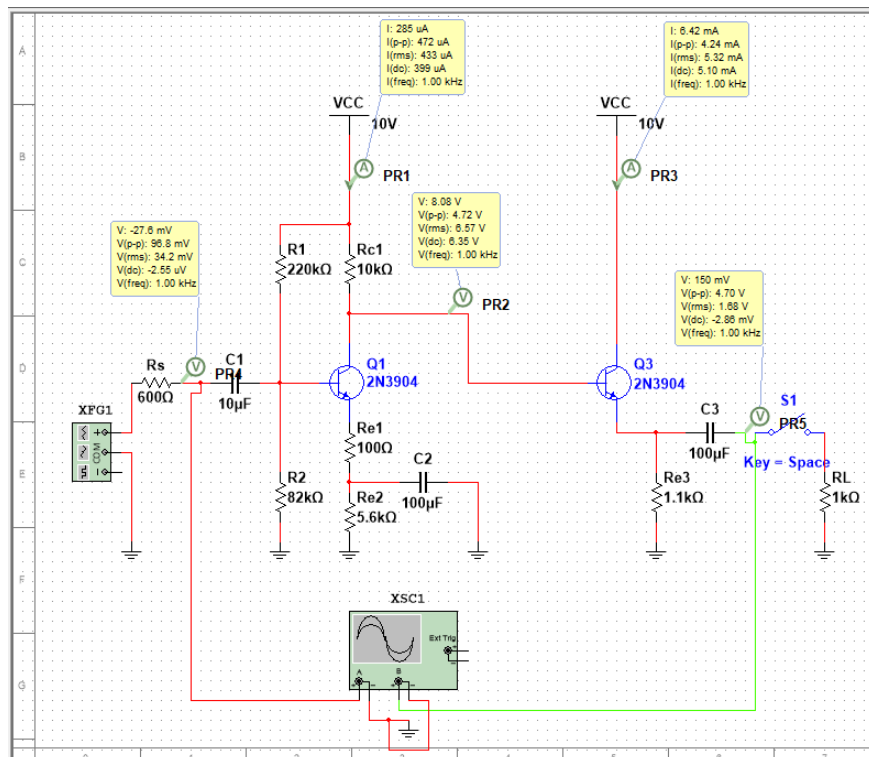 I: 285 uA
I(p-p): 472 uA
I(rms): 433 uA
I(dc): 399 uA
I(freq): 1.00 kHz
I: 6.42 mA
I(p-p): 4.24 mA
I(rms): 5.32 mA
I(dc): 5.10 mA
I(freq): 1.00 kHz
A
VCC
10V
VCC
10V
B
A
PR1
A
PR3
V: 8.08 V
V(p-p): 4.72 V
V(rms): 6.57 V
V(dc): 6.35 V
V(freq): 1.00 kHz
V: -27.6 mV
V(p-p): 96.8 mV
V(rms): 34.2 mV
V(dc): -2.55 uV
V(freq): 1.00 kHz
C
R1
220kΩ
Rc1
10kΩ
V
PR2
V: 150 mV
V(p-p): 4.70 V
V(rms): 1.68 V
V(dc): -2.86 mV
V(freq): 1.00 kHz
D
Rs
600Ω
V
PR4
C1
10µF
Q1
2N3904
Q3
2N3904
XFG1
COM
Re1
100Ω
C3
100µF
V
S1
PR5
Key = Space
E
R2
82kΩ
C2
100µF
Re2
5.6kΩ
Re3
1.1kΩ
RL
1kΩ
F
XSC1
Ext Trig
A
B
G